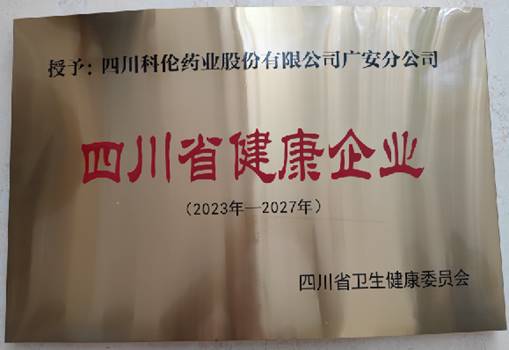 授予：四川科伦药业股份有限公司广安分公司
四川省健康企业
（2023年—2027年）
四川省卫生健康委员会